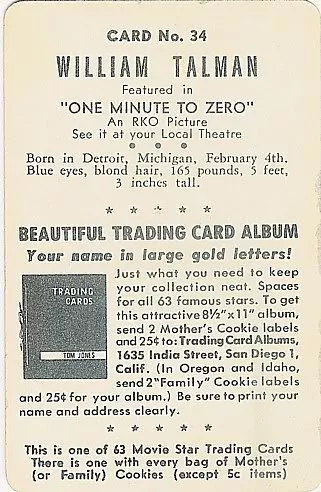 CARD No. 34
WILLIAM TALMAN
Featured in
"ONE MINUTE TO ZERO"
An RKO Picture
See it at your Local Theatre
Born in Detroit, Michigan, February 4th.
Blue eyes, blond hair, 165 pounds, 5 feet,
3 inches tall.
BEAUTIFUL TRADING CARD ALBUM
Your name in large gold letters!
TRADING
CARDS
TOM JONES
Just what you need to keep
your collection neat. Spaces
for all 63 famous stars. To get
this attractive 8½"x11" album,
send 2 Mother's Cookie labels
and 25¢ to: Trading Card Albums,
1635 India Street, San Diego 1,
Calif. (In Oregon and Idaho,
send 2 "Family" Cookie labels
and 25¢ for your album.) Be sure to print your
name and address clearly.
This is one of 63 Movie Star Trading Cards
There is one with every bag of Mother's
(or Family) Cookies (except 5c items)